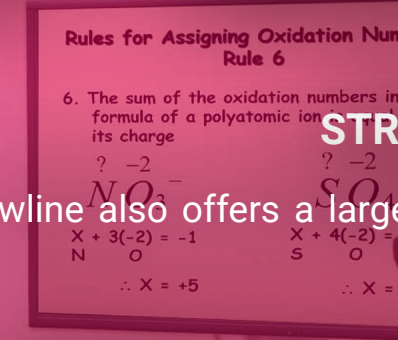 Rules for Assigning Oxidation Num
Rule 6
6. The sum of the oxidation numbers in
formula of a polyatomic ion
its charge
STR
? −2
? −2
NO3−
SO4
wline also offers a large
X + 3(-2) = -1
X + 4(-2) =
N O
S O
∴ X = +5
∴ X =